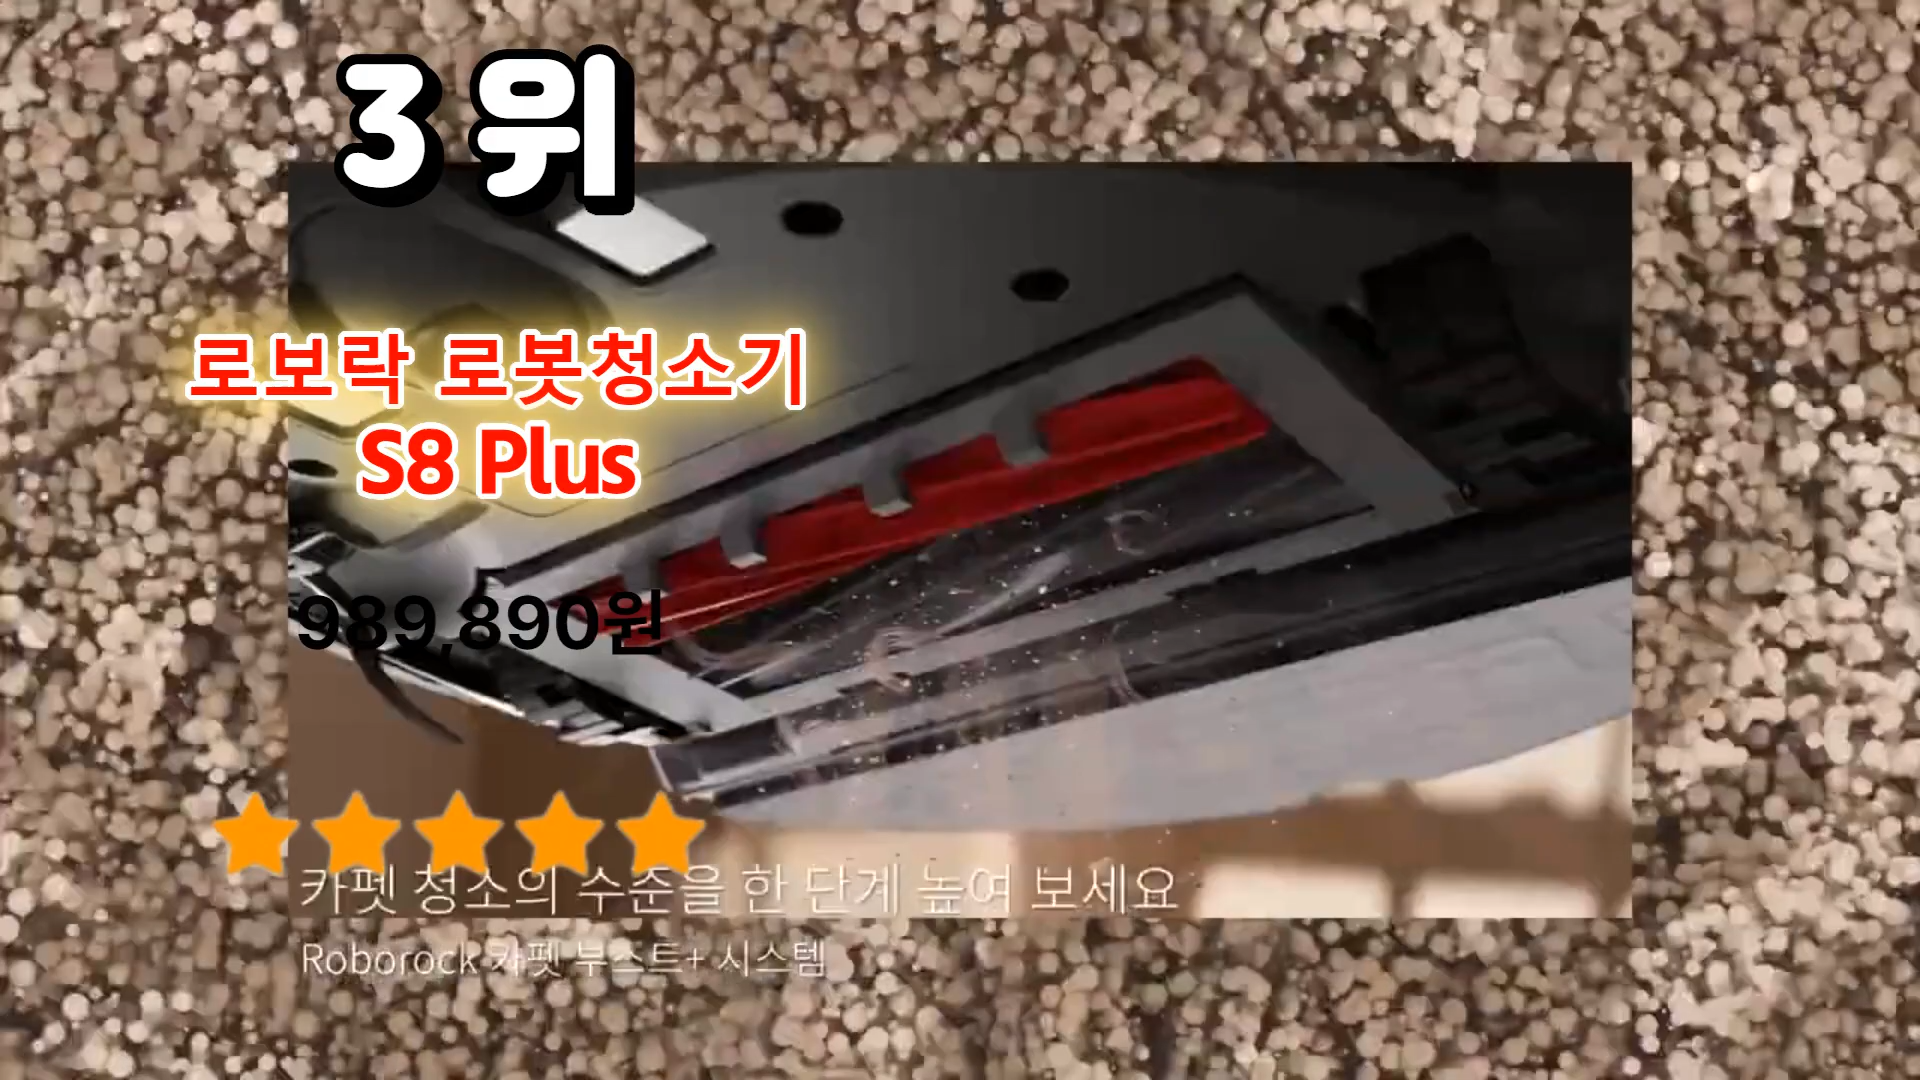 3위
로보락 로봇청소기
S8 Plus
989,890원
카펫 청소의 수준을 한 단계 높여 보세요
Roborock 카펫 부스트+ 시스템